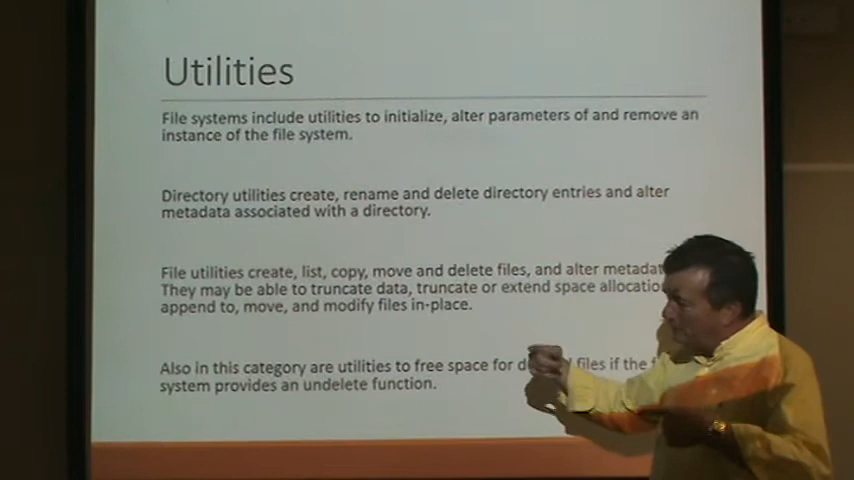 Utilities
File systems include utilities to initialize, alter parameters of and remove an
instance of the file system.
Directory utilities create, rename and delete directory entries and alter
metadata associated with a directory.
File utilities create, list, copy, move and delete files, and alter
They may be able to truncate data, truncate or extend space
append to, move, and modify files in-place.
Also in this category are utilities to free space for files if the
system provides an undelete function.